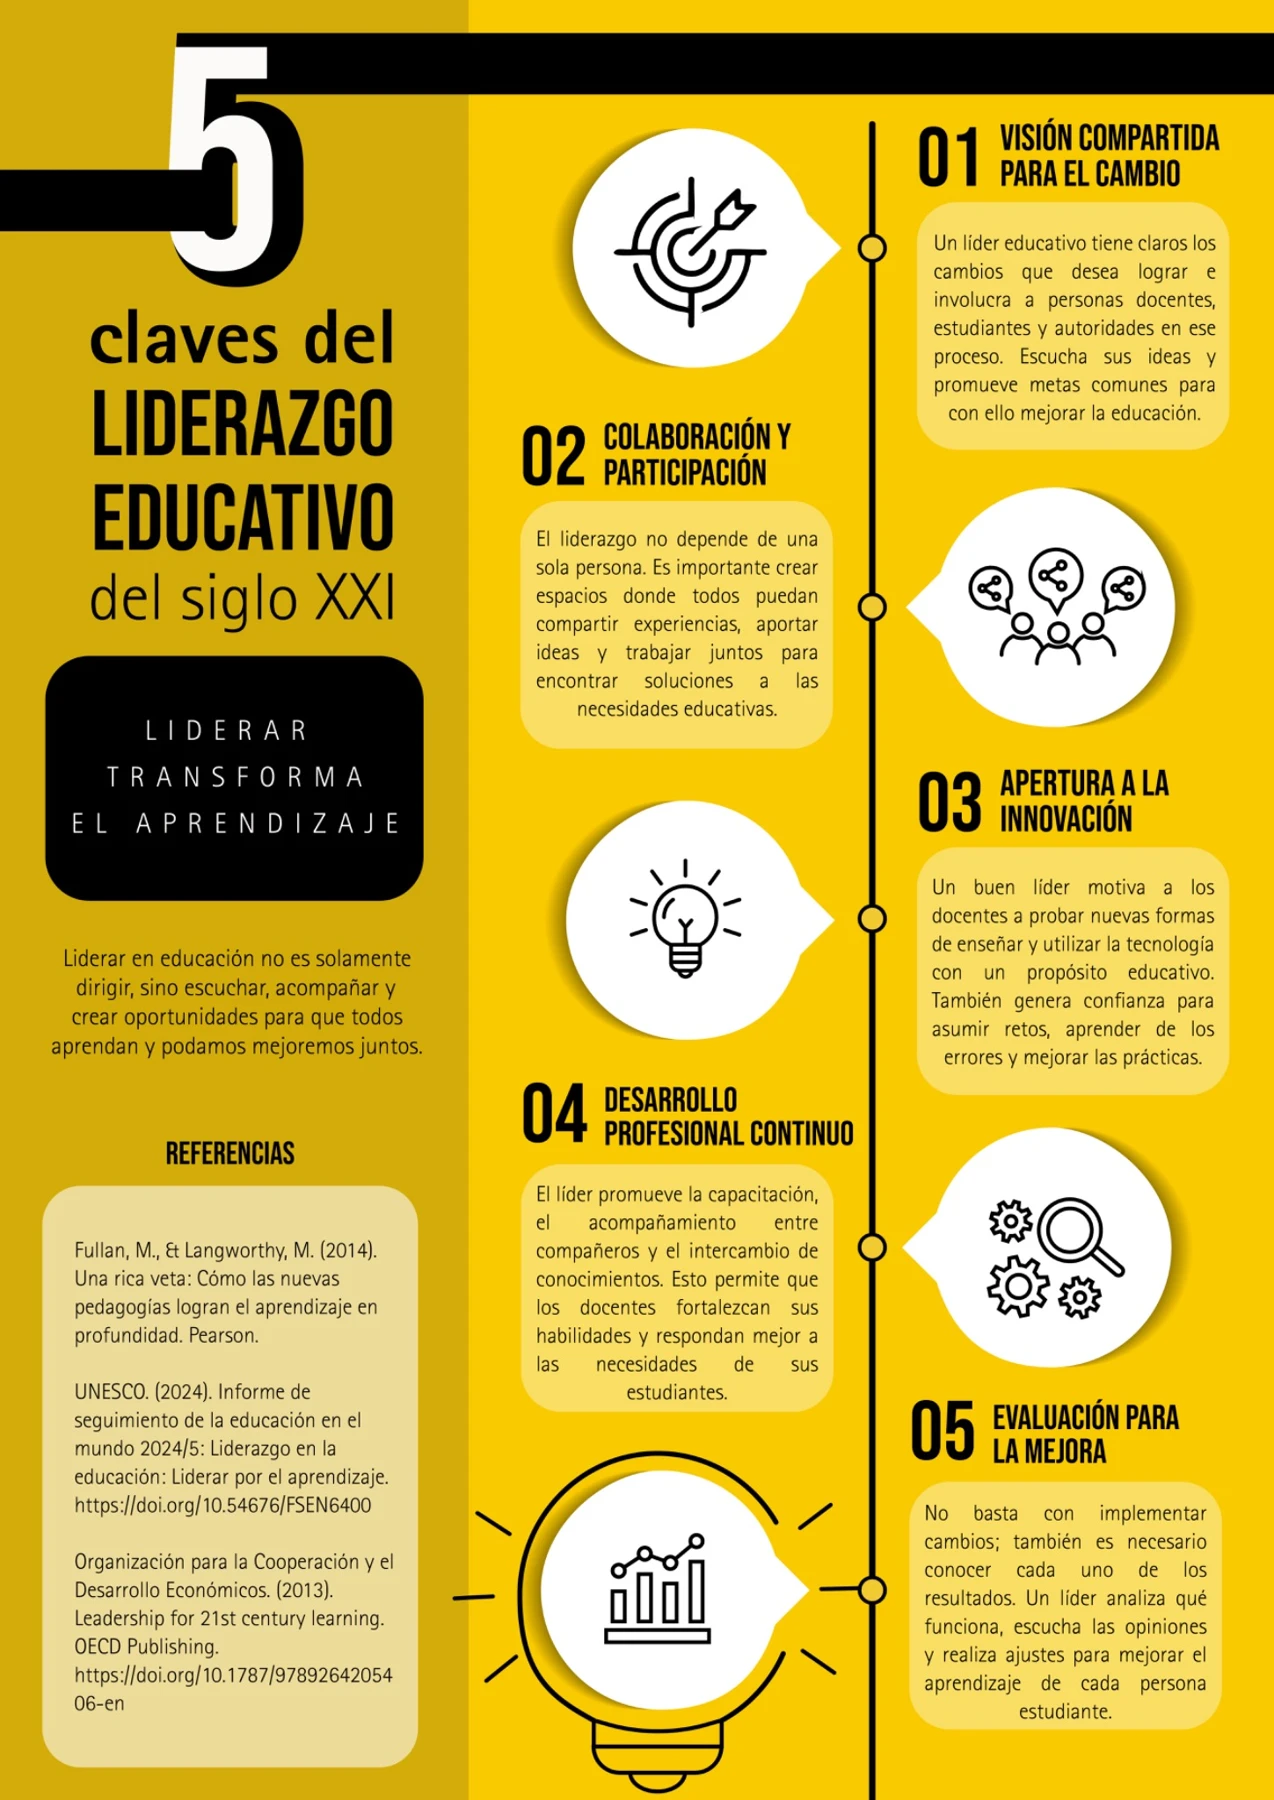 5
claves del
LIDERAZGO
EDUCATIVO
del siglo XXI
LIDERAR
TRANSFORMA
EL APRENDIZAJE
Liderar en educación no es solamente
dirigir, sino escuchar, acompañar y
crear oportunidades para que todos
aprendan y podamos mejoremos juntos.
REFERENCIAS
Fullan, M., & Langworthy, M. (2014).
Una rica veta: Cómo las nuevas
pedagogías logran el aprendizaje en
profundidad. Pearson.
UNESCO. (2024). Informe de
seguimiento de la educación en el
mundo 2024/5: Liderazgo en la
educación: Liderar por el aprendizaje.
https://doi.org/10.54676/FSEN6400
Organización para la Cooperación y el
Desarrollo Económicos. (2013).
Leadership for 21st century learning.
OECD Publishing.
https://doi.org/10.1787/97892642054
06-en
01 VISIÓN COMPARTIDA
PARA EL CAMBIO
Un líder educativo tiene claros los
cambios que desea lograr e
involucra a personas docentes,
estudiantes y autoridades en ese
proceso. Escucha sus ideas y
promueve metas comunes para
con ello mejorar la educación.
02 COLABORACIÓN Y
PARTICIPACIÓN
El liderazgo no depende de una
sola persona. Es importante crear
espacios donde todos puedan
compartir experiencias, aportar
ideas y trabajar juntos para
encontrar soluciones a las
necesidades educativas.
03 APERTURA A LA
INNOVACIÓN
Un buen líder motiva a los
docentes a probar nuevas formas
de enseñar y utilizar la tecnología
con un propósito educativo.
También genera confianza para
asumir retos, aprender de los
errores y mejorar las prácticas.
04 DESARROLLO
PROFESIONAL CONTINUO
El líder promueve la capacitación,
el acompañamiento entre
compañeros y el intercambio de
conocimientos. Esto permite que
los docentes fortalezcan sus
habilidades y respondan mejor a
las necesidades de sus
estudiantes.
05 EVALUACIÓN PARA
LA MEJORA
No basta con implementar
cambios; también es necesario
conocer cada uno de los
resultados. Un líder analiza qué
funciona, escucha las opiniones
y realiza ajustes para mejorar el
aprendizaje de cada persona
estudiante.